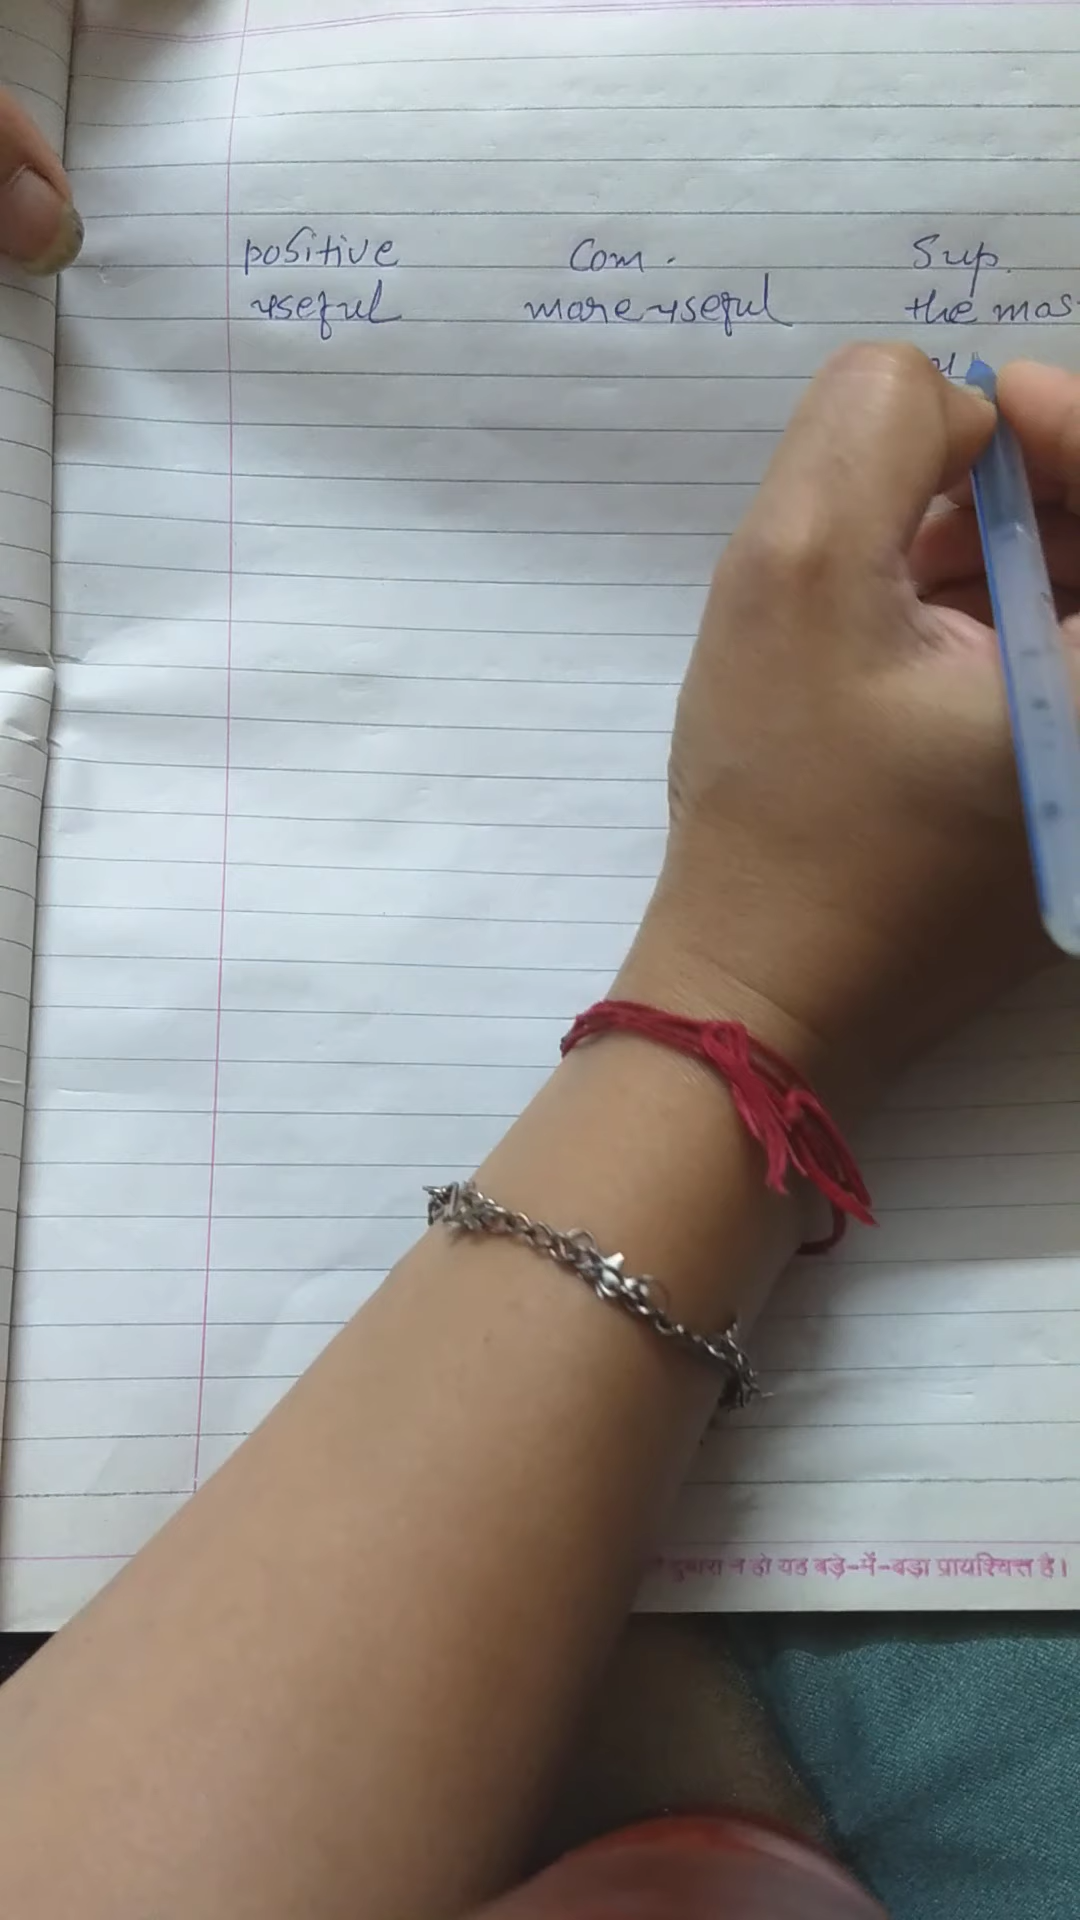 positive Com. Sup.
useful more useful the mos
u
दुबारा न हो यह बड़े-में-बड़ा प्रायश्चित्त है।